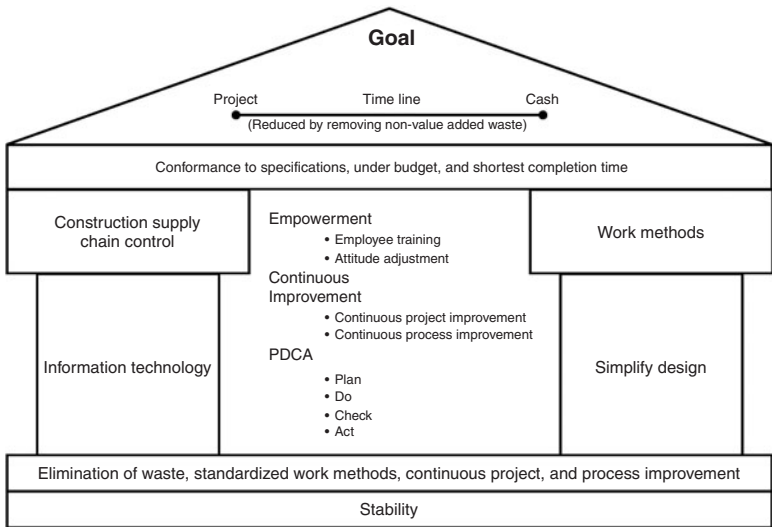 Goal
Project Time line Cash
(Reduced by removing non-value added waste)
Conformance to specifications, under budget, and shortest completion time
Construction supply
chain control
Empowerment
• Employee training
• Attitude adjustment
Continuous
Improvement
• Continuous project improvement
• Continuous process improvement
PDCA
• Plan
• Do
• Check
• Act
Work methods
Information technology
Simplify design
Elimination of waste, standardized work methods, continuous project, and process improvement
Stability